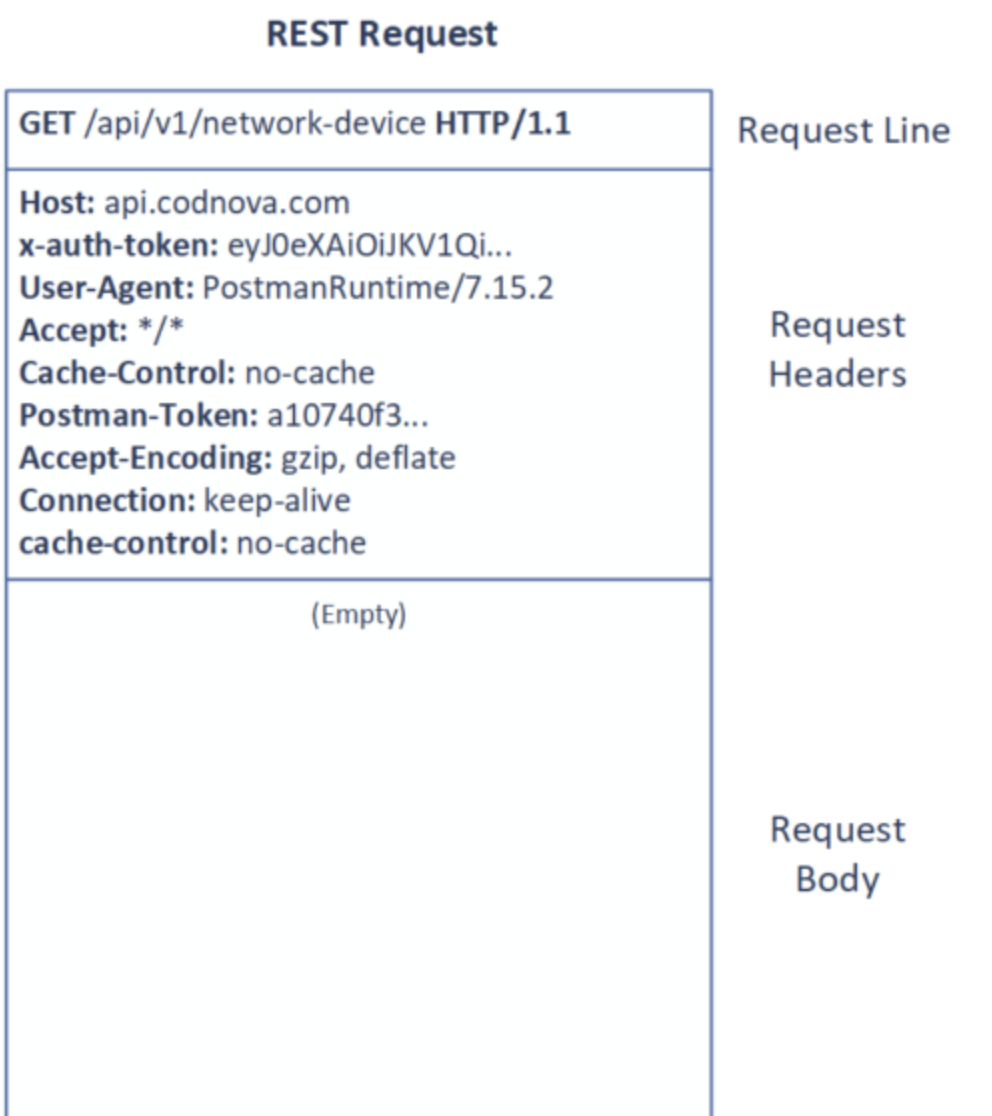 REST Request
GET /api/v1/network-device HTTP/1.1
Request Line
Host: api.codnova.com
x-auth-token: eyJ0eXAiOiJKV1Qi...
User-Agent: PostmanRuntime/7.15.2
Accept: */*
Cache-Control: no-cache
Postman-Token: a10740f3...
Accept-Encoding: gzip, deflate
Connection: keep-alive
cache-control: no-cache
Request
Headers
(Empty)
Request
Body